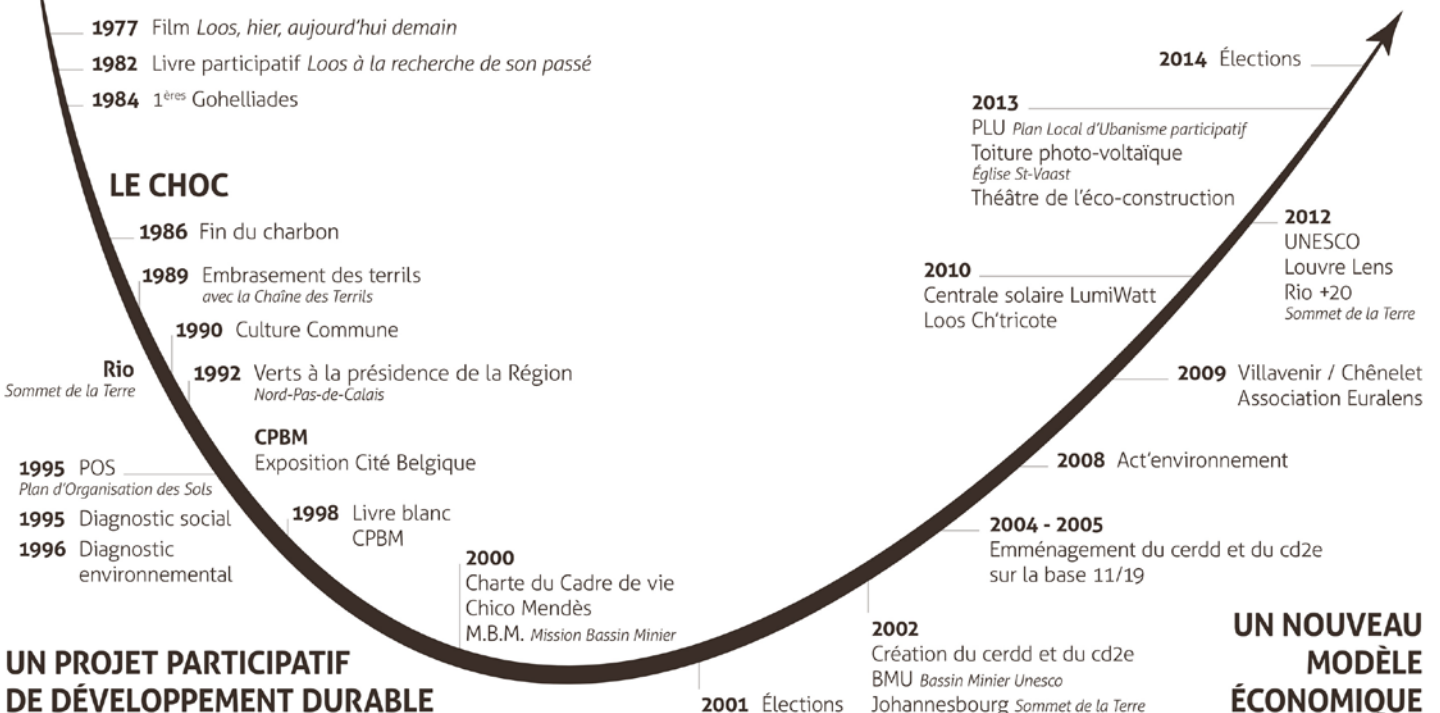 1977 Film Loos, hier, aujourd'hui demain
1982 Livre participatif Loos à la recherche de son passé
1984 1ères Gohelliades
LE CHOC
1986 Fin du charbon
1989 Embrasement des terrils
avec la Chaîne des Terrils
1990 Culture Commune
Rio
Sommet de la Terre
1992 Verts à la présidence de la Région
Nord-Pas-de-Calais
CPBM
Exposition Cité Belgique
1995 POS
Plan d'Organisation des Sols
1995 Diagnostic social
1996 Diagnostic
environnemental
1998 Livre blanc
CPBM
2000
Charte du Cadre de vie
Chico Mendès
M.B.M. Mission Bassin Minier
UN PROJET PARTICIPATIF
DE DÉVELOPPEMENT DURABLE
2001 Élections
2002
Création du cerdd et du cd2e
BMU Bassin Minier Unesco
Johannesbourg Sommet de la Terre
2004 - 2005
Emménagement du cerdd et du cd2e
sur la base 11/19
2008 Act'environnement
2009 Villavenir / Chênelet
Association Euralens
2010
Centrale solaire LumiWatt
Loos Ch'tricote
2012
UNESCO
Louvre Lens
Rio +20
Sommet de la Terre
2013
PLU Plan Local d'Ubanisme participatif
Toiture photo-voltaïque
Église St-Vaast
Théâtre de l'éco-construction
2014 Élections
UN NOUVEAU
MODÈLE
ÉCONOMIQUE